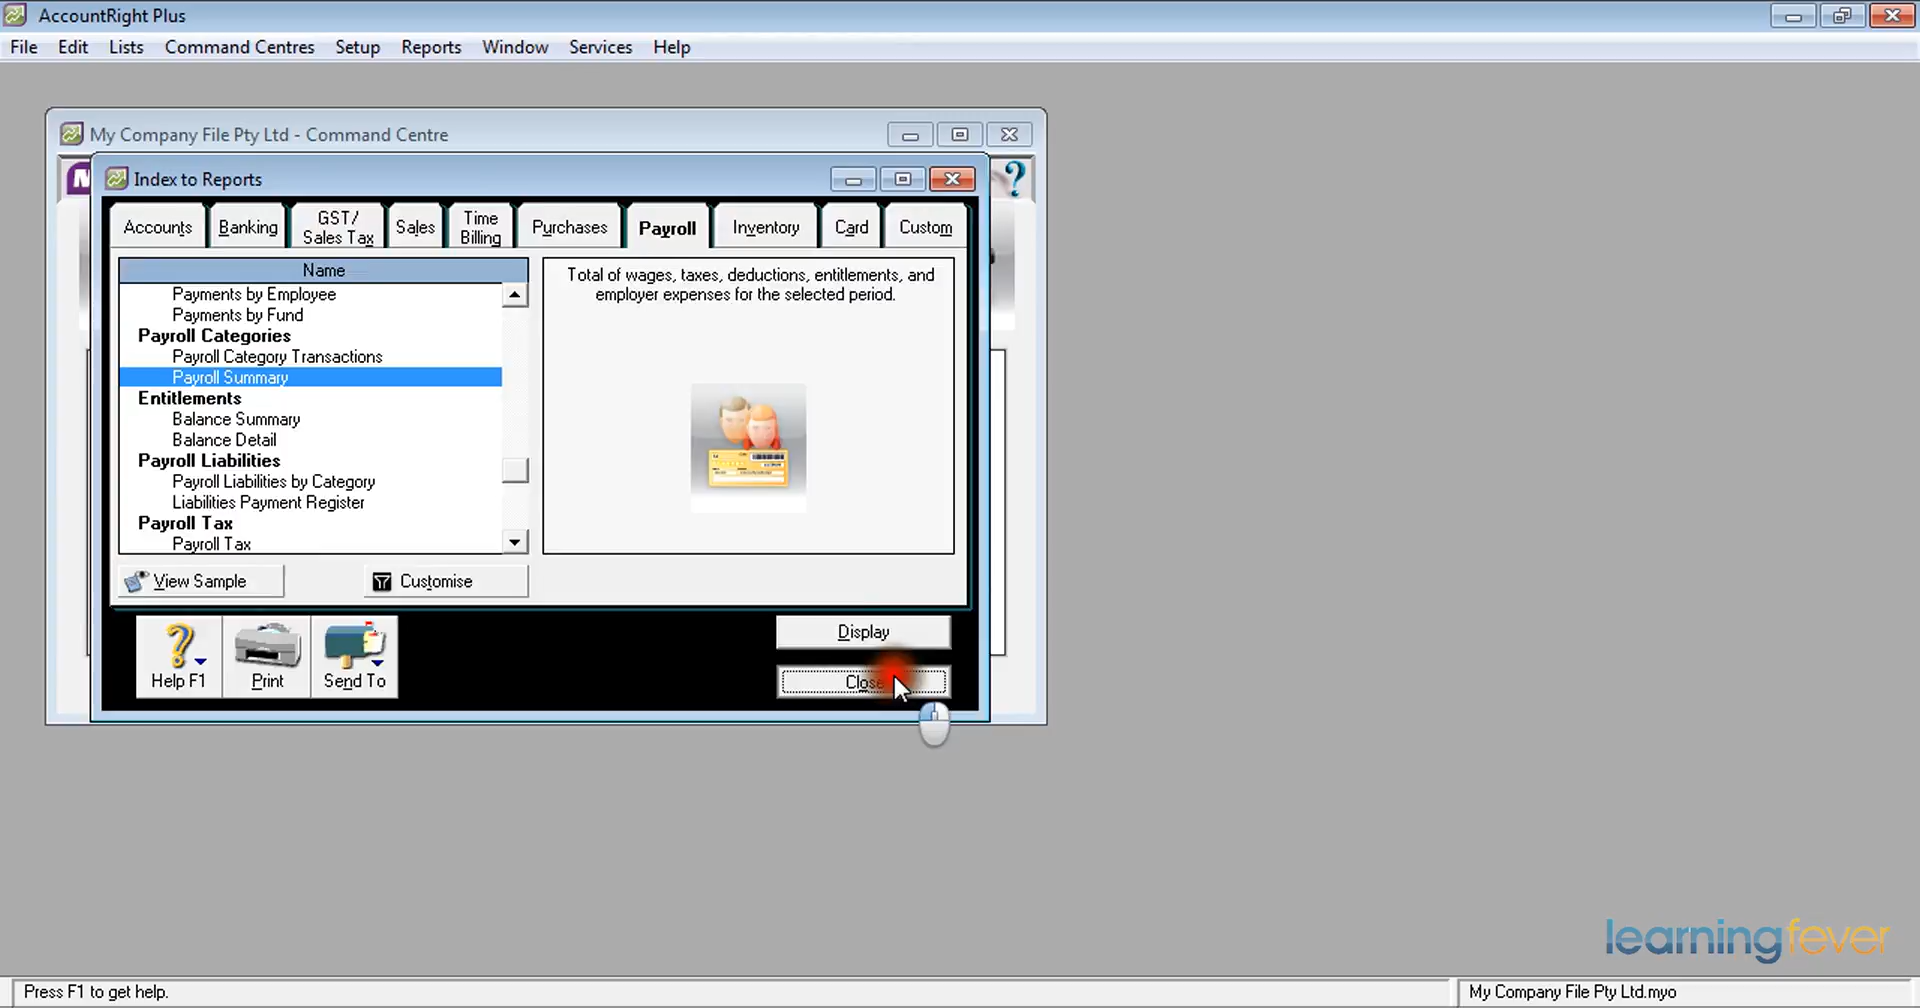 AccountRight Plus
File Edit Lists Command Centres Setup Reports Window Services Help
My Company File Pty Ltd - Command Centre
Index to Reports
Accounts
Banking
GST/
Sales Tax
Sales
Time
Billing
Purchases
Payroll
Inventory
Card
Custom
Name
Payments by Employee
Payments by Fund
Payroll Categories
Payroll Category Transactions
Payroll Summary
Entitlements
Balance Summary
Balance Detail
Payroll Liabilities
Payroll Liabilities by Category
Liabilities Payment Register
Payroll Tax
Payroll Tax
Total of wages, taxes, deductions, entitlements, and
employer expenses for the selected period.
View Sample
Customise
Help F1
Print
Send To
Display
Close
learningfever
Press F1 to get help.
My Company File Pty Ltd.myo